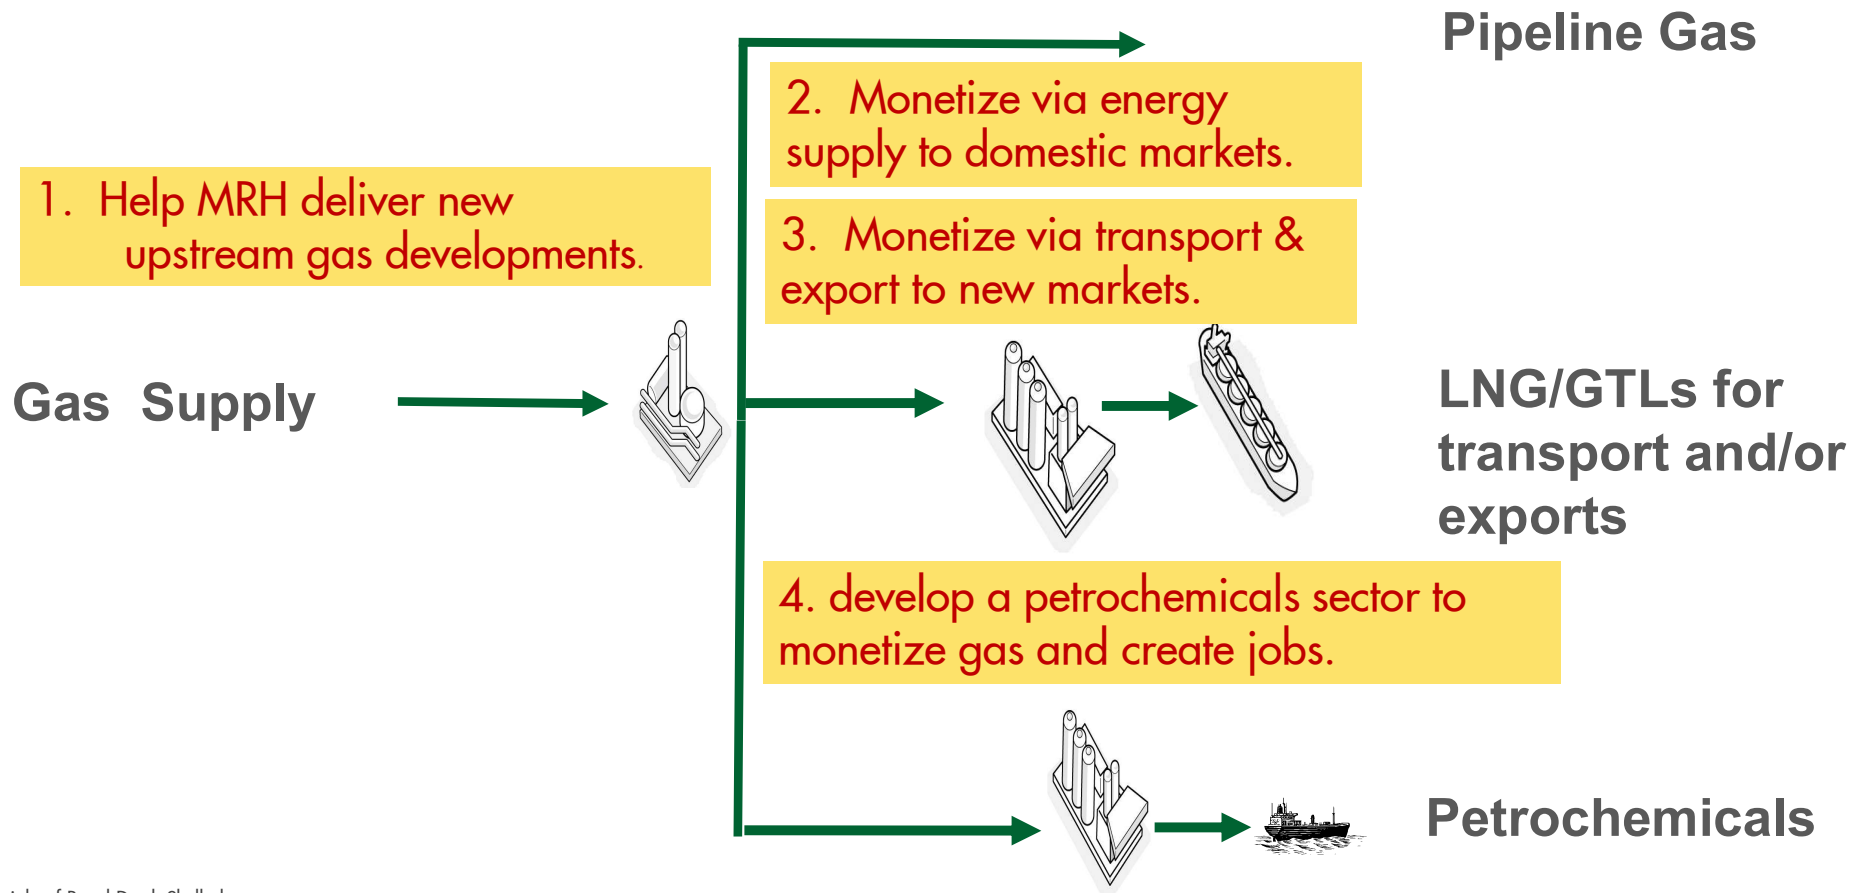 Pipeline Gas
2. Monetize via energy
supply to domestic markets.
1. Help MRH deliver new
upstream gas developments.
3. Monetize via transport &
export to new markets.
Gas Supply
LNG/GTLs for
transport and/or
exports
4. develop a petrochemicals sector to
monetize gas and create jobs.
Petrochemicals